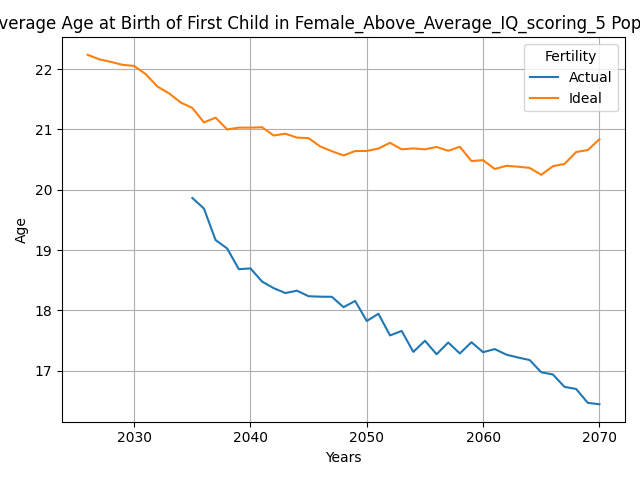 verage Age at Birth of First Child in Female_Above_Average_IQ_scoring_5 Pop
Fertility
Actual
Ideal
22
21
20
19
18
17
Age
2030
2040
2050
2060
2070
Years